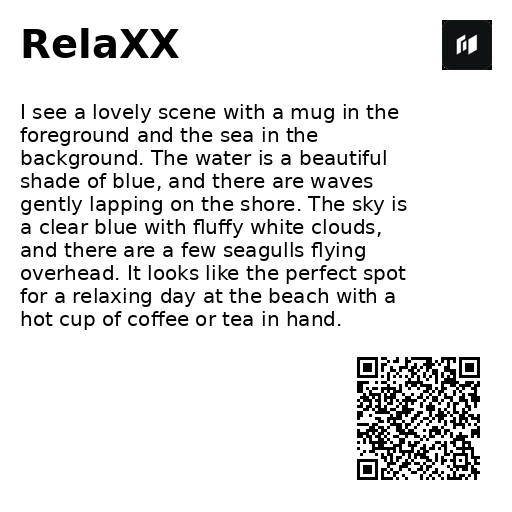 RelaXX
I see a lovely scene with a mug in the
foreground and the sea in the
background. The water is a beautiful
shade of blue, and there are waves
gently lapping on the shore. The sky is
a clear blue with fluffy white clouds,
and there are a few seagulls flying
overhead. It looks like the perfect spot
for a relaxing day at the beach with a
hot cup of coffee or tea in hand.